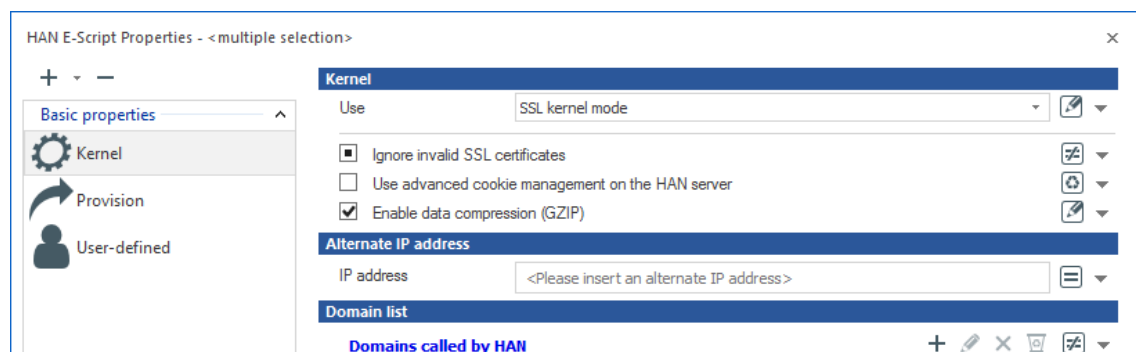 HAN E-Script Properties - <multiple selection>
Basic properties
Kernel
Provision
User-defined
Kernel
Use
SSL kernel mode
Ignore invalid SSL certificates
Use advanced cookie management on the HAN server
Enable data compression (GZIP)
Alternate IP address
IP address
<Please insert an alternate IP address>
Domain list
Domains called by HAN